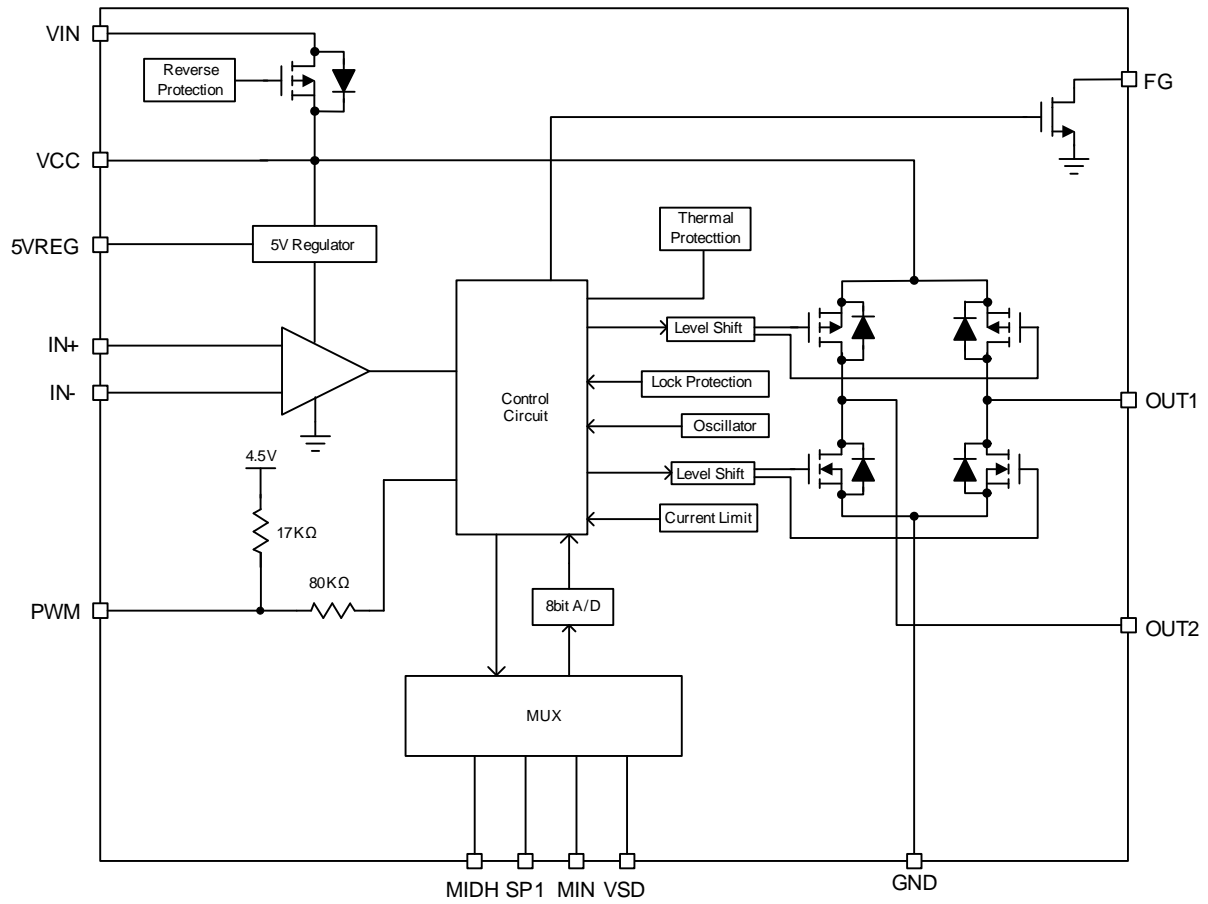 VIN
Reverse
Protection
FG
VCC
Thermal
Protecttion
5VREG
5V Regulator
Level Shift
IN+
IN-
Lock Protection
Control
Circuit
OUT1
Oscillator
4.5V
Level Shift
17KΩ
Current Limit
80KΩ
PWM
8bit A/D
OUT2
MUX
MIDH
SP1
MIN
VSD
GND